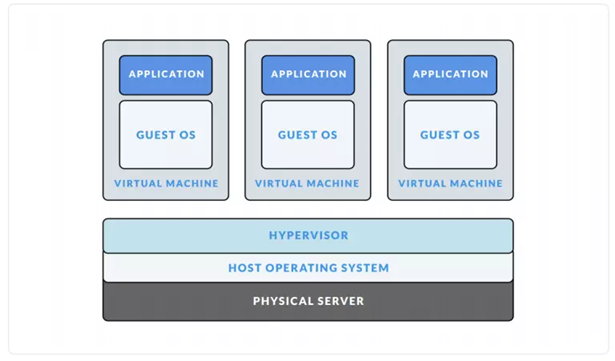 APPLICATION APPLICATION APPLICATION
GUEST OS GUEST OS GUEST OS
VIRTUAL MACHINE VIRTUAL MACHINE VIRTUAL MACHINE
HYPERVISOR
HOST OPERATING SYSTEM
PHYSICAL SERVER